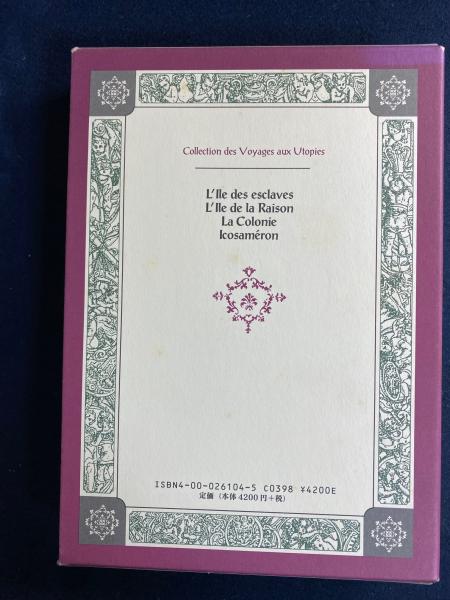 Collection des Voyages aux Utopies
L'Ile des esclaves
L'Ile de la Raison
La Colonie
Icosaméron
ISBN4-00-026104-5 C0398 ¥4200E
定価（本体4200円+税）